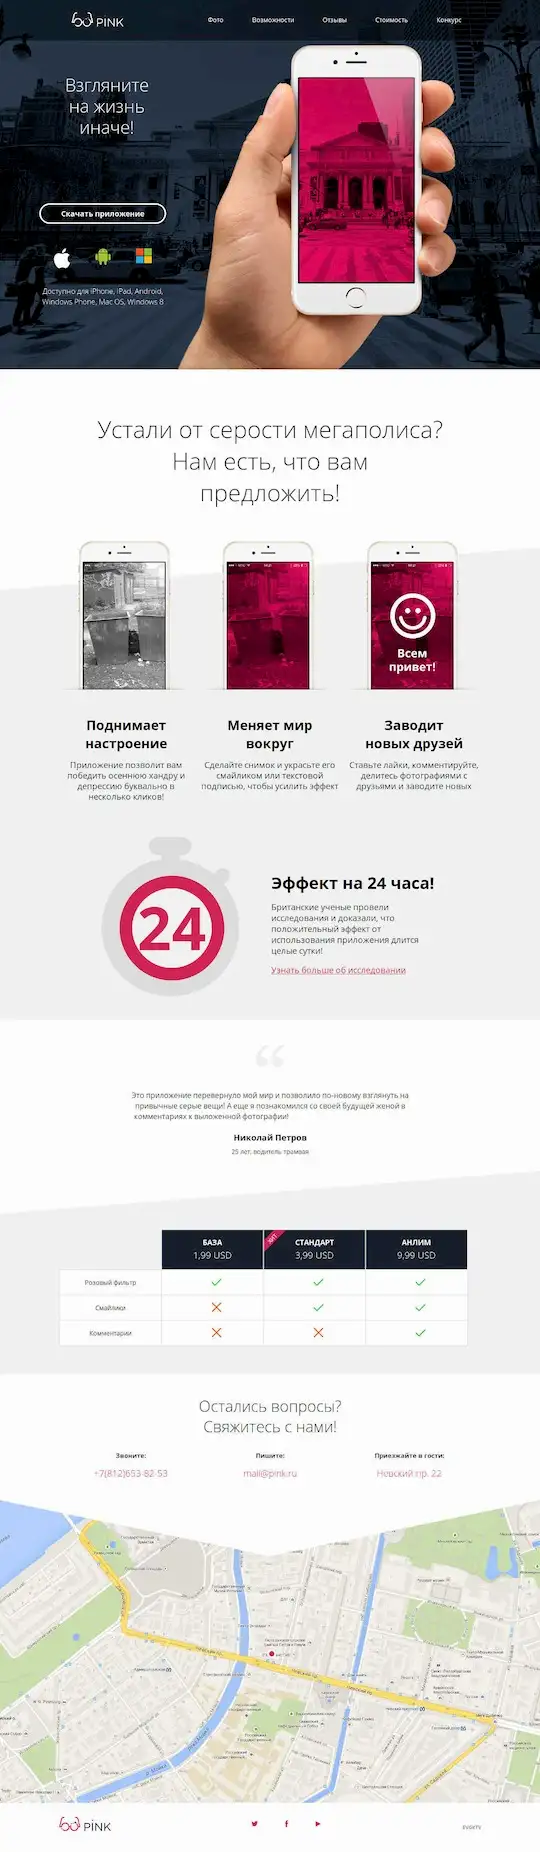 PINK
Фото
Возможности
Отзывы
Стоимость
Конкурс
Взгляните
на жизнь
иначе!
Скачать приложение
Доступно для iPhone, iPad, Android,
Windows Phone, Mac OS, Windows 8
Устали от серости мегаполиса?
Нам есть, что вам
предложить!
Всем
привет!
Поднимает
настроение
Приложение позволит вам
победить осеннюю хандру и
депрессию буквально в
несколько кликов!
Меняет мир
вокруг
Сделайте снимок и украсьте его
смайликом или текстовой
подписью, чтобы усилить эффект
Заводит
новых друзей
Ставьте лайки, комментируйте,
делитесь фотографиями с
друзьями и заводите новых
24
Эффект на 24 часа!
Британские ученые провели
исследования и доказали, что
положительный эффект от
использования приложения длится
целые сутки!
Узнать больше об исследовании
“
Это приложение перевернуло мой мир и позволило по-новому взглянуть на
привычные серые вещи! А еще я познакомился со своей будущей женой в
комментариях к выложенной фотографии!
Николай Петров
25 лет, водитель трамвая
БАЗА
1,99 USD
ХИТ
СТАНДАРТ
3,99 USD
АНЛИМ
9,99 USD
Розовый фильтр
Смайлики
Комментарии
Остались вопросы?
Свяжитесь с нами!
Звоните:
+7(812)653-82-53
Пишите:
mail@pink.ru
Приезжайте в гости:
Невский пр. 22
PINK